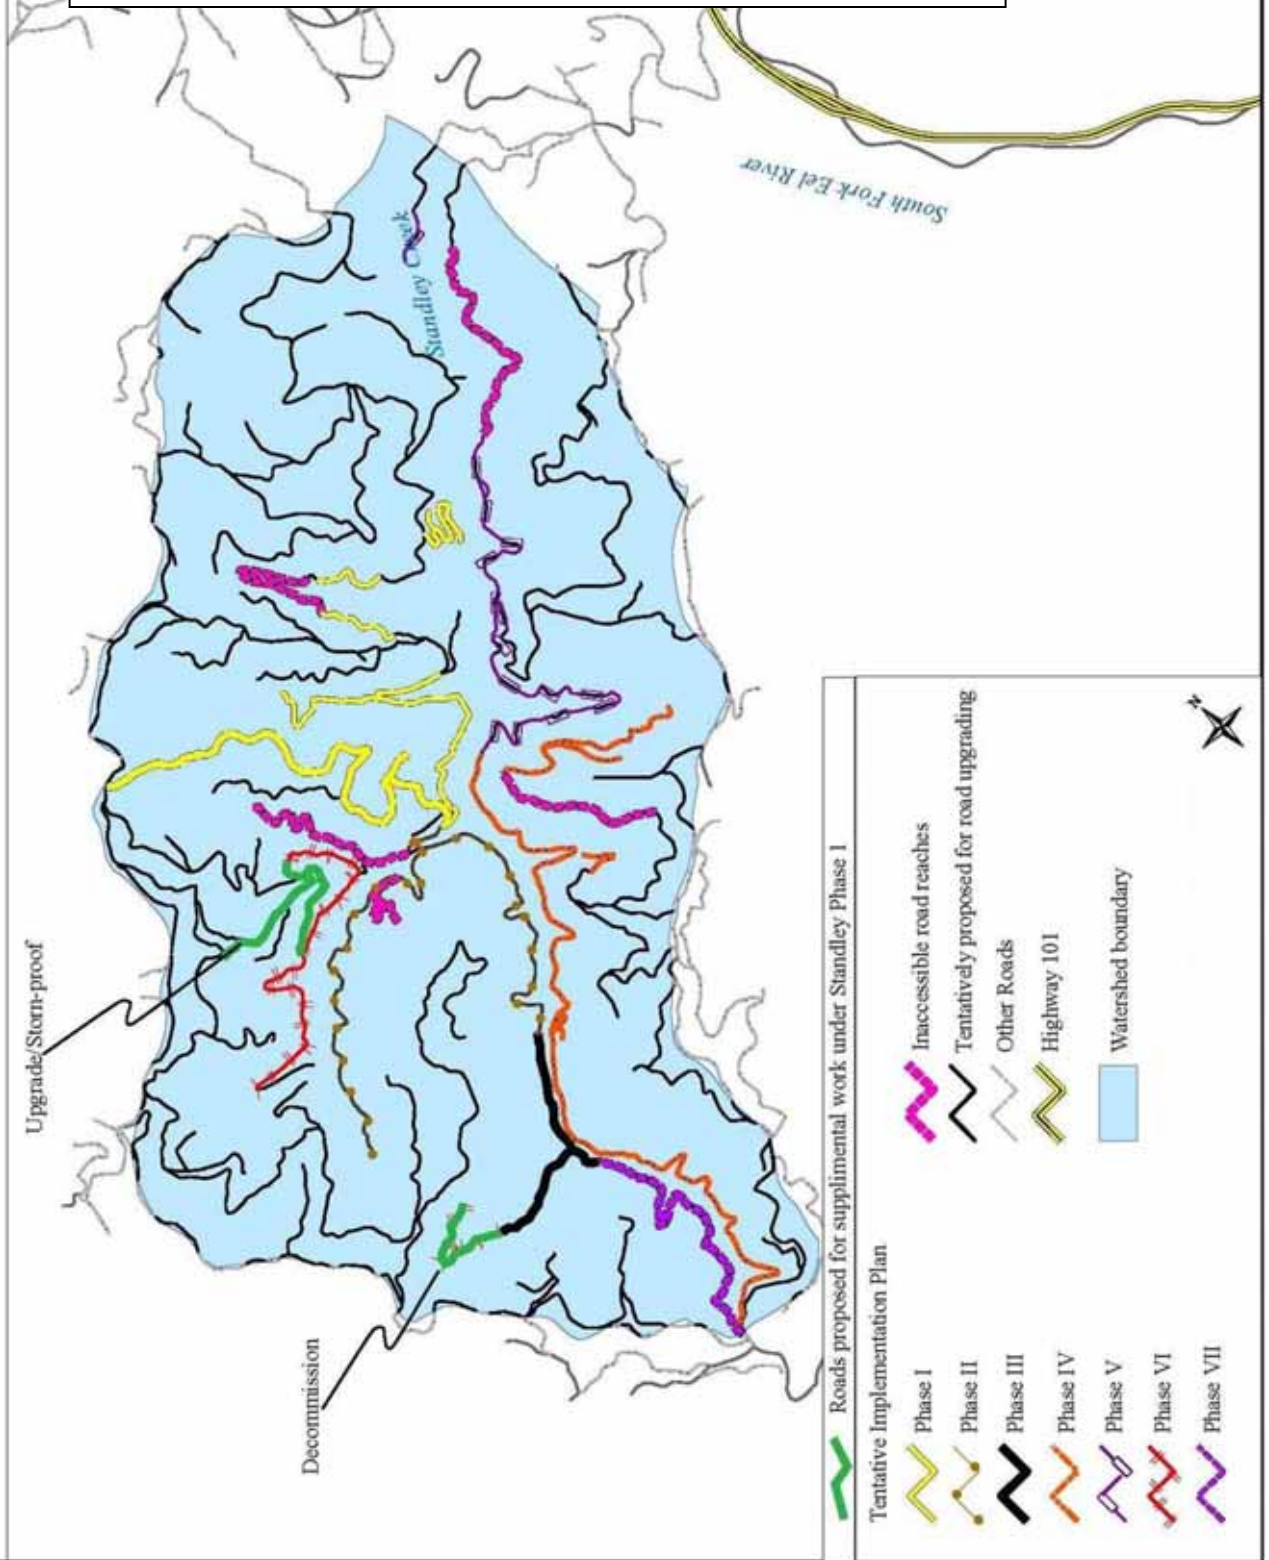 South Fork Eel River
Standley Creek
Upgrade/Storn-proof
Decommission
Roads proposed for supplimental work under Standley Phase 1
Tentative Implementation Plan
Phase I
Phase II
Phase III
Phase IV
Phase V
Phase VI
Phase VII
Inaccessible road reaches
Tentatively proposed for road upgrading
Other Roads
Highway 101
Watershed boundary
N